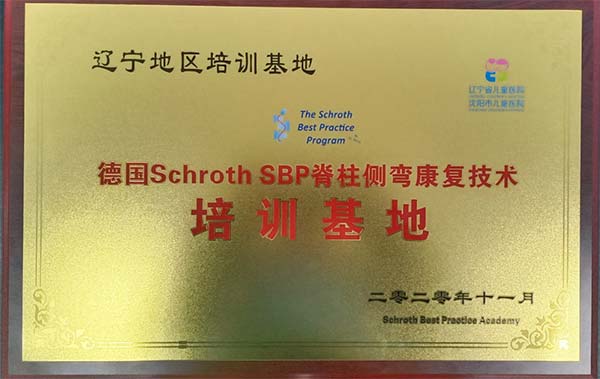 辽宁地区培训基地
辽宁省儿童医院
沈阳市儿童医院
The Schroth
Best Practice
Program
德国Schroth SBP脊柱侧弯康复技术
培训基地
二零二零年十一月
Schroth Best Practice Academy